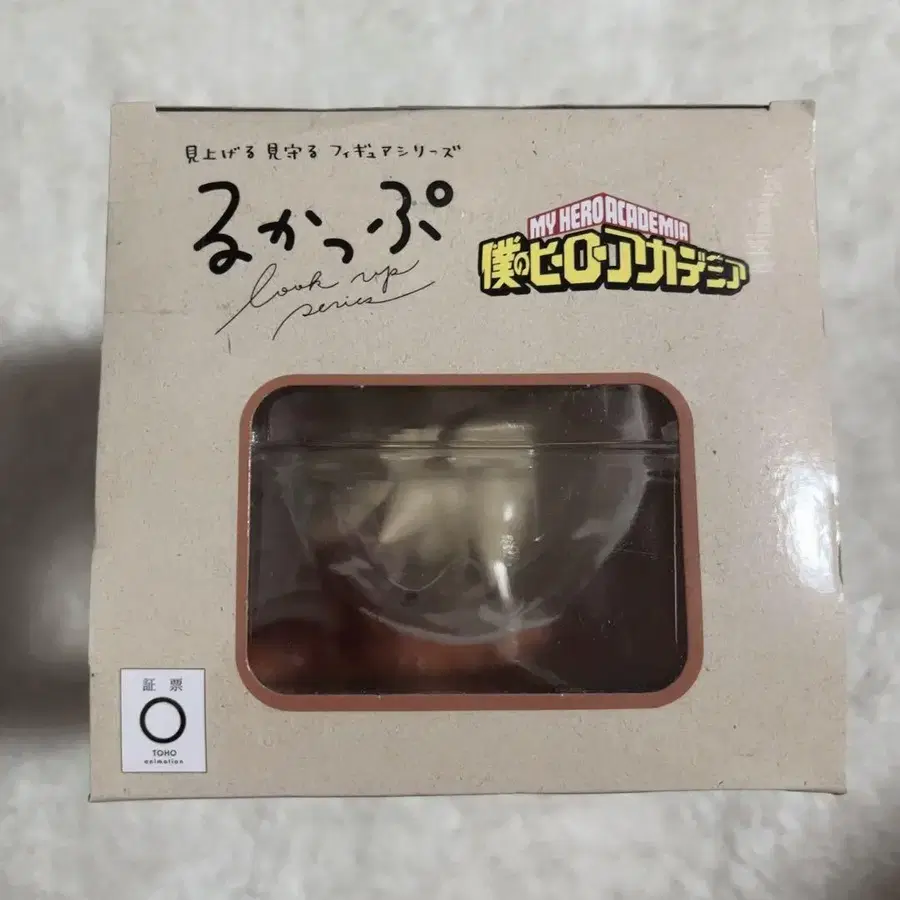 見上げる 見守る フィギュアシリーズ
るかっぷ
look up
series
MY HERO ACADEMIA
僕のヒーローアカデミア
証 票
TOHO
animation